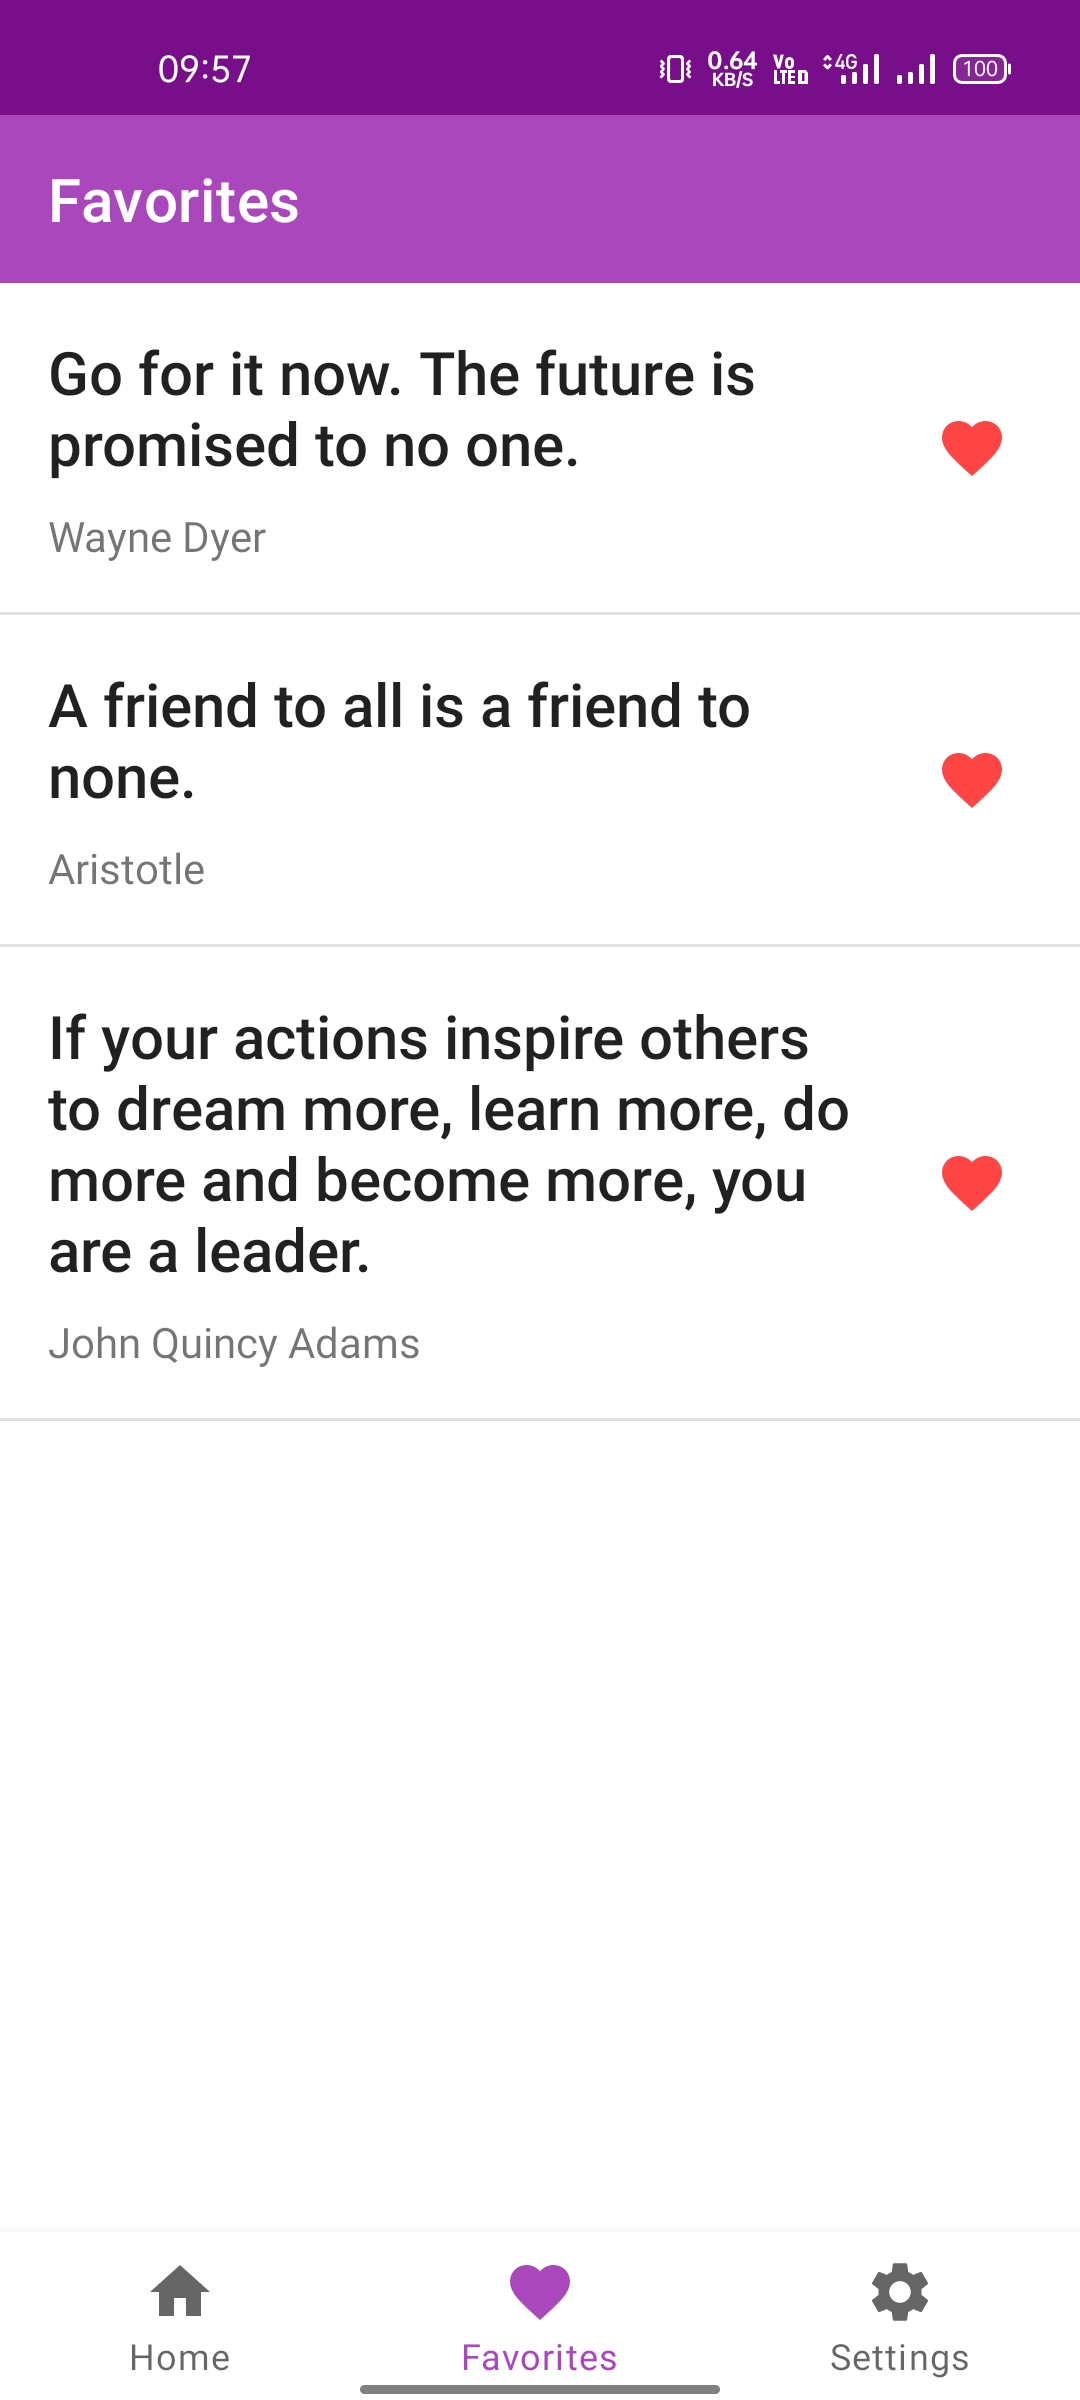 09:57
0.64
KB/S
Vo
LTE
4G
100
Favorites
Go for it now. The future is
promised to no one.
Wayne Dyer
A friend to all is a friend to
none.
Aristotle
If your actions inspire others
to dream more, learn more, do
more and become more, you
are a leader.
John Quincy Adams
Home
Favorites
Settings